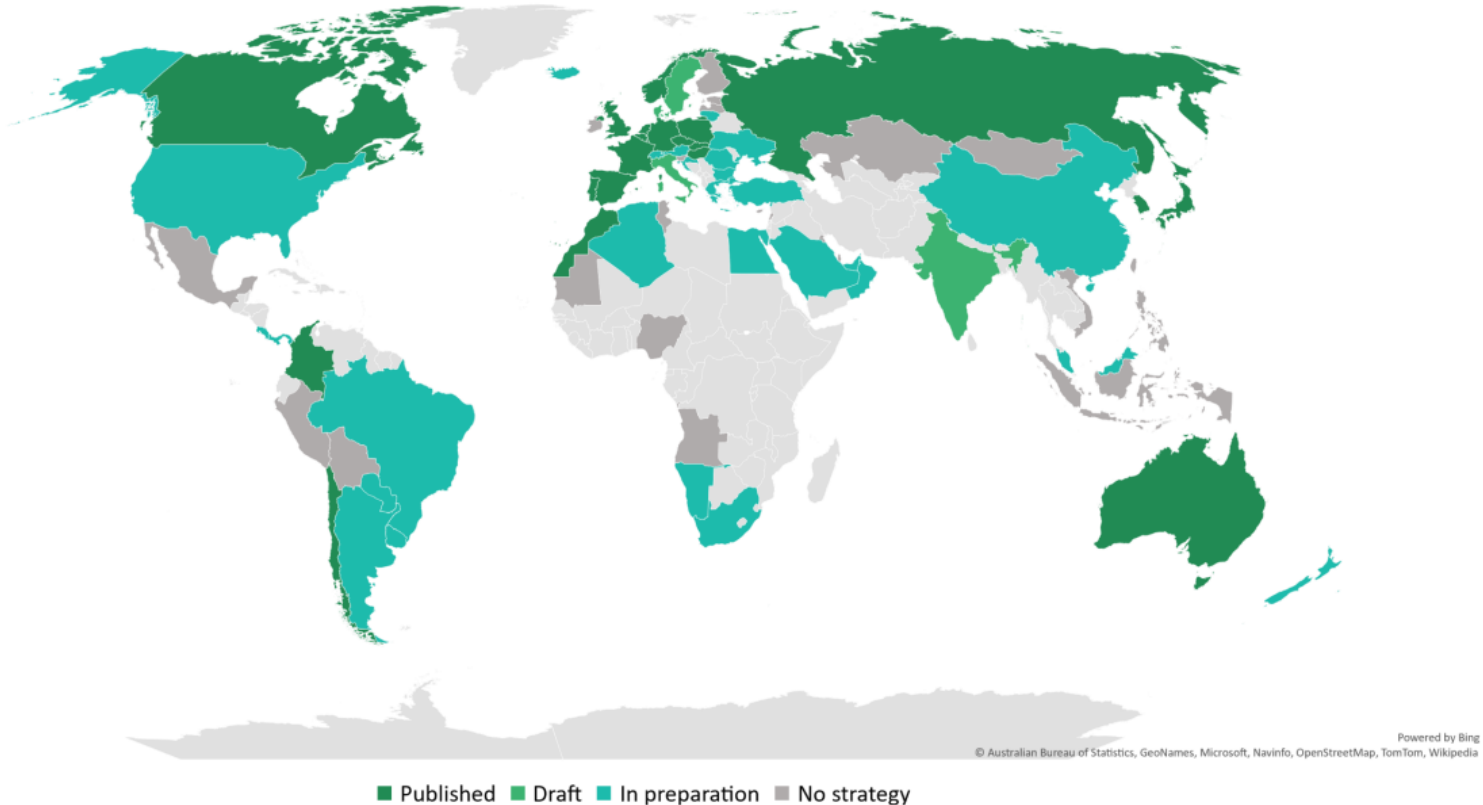 Powered by Bing
© Australian Bureau of Statistics, GeoNames, Microsoft, Navinfo, OpenStreetMap, TomTom, Wikipedia
Published Draft In preparation No strategy